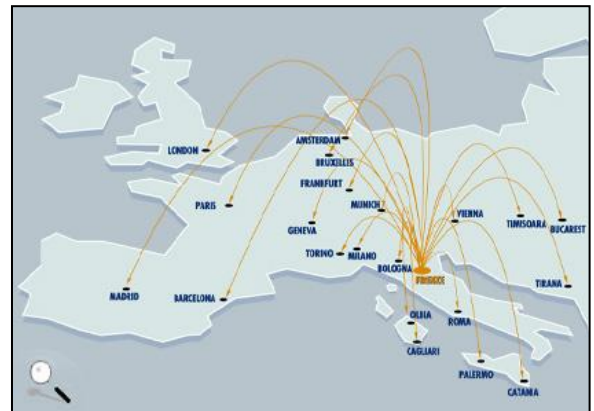 AMSTERDAM
LONDON
BRUXELLES
FRANKFURT
PARIS
MUNICH
VIENNA
TIMISOARA
BUCAREST
GENEVA
TORINO
MILANO
BOLOGNA
TIRANA
MADRID
BARCELONA
OLBIA
ROMA
CAGLIARI
PALERMO
CATANIA